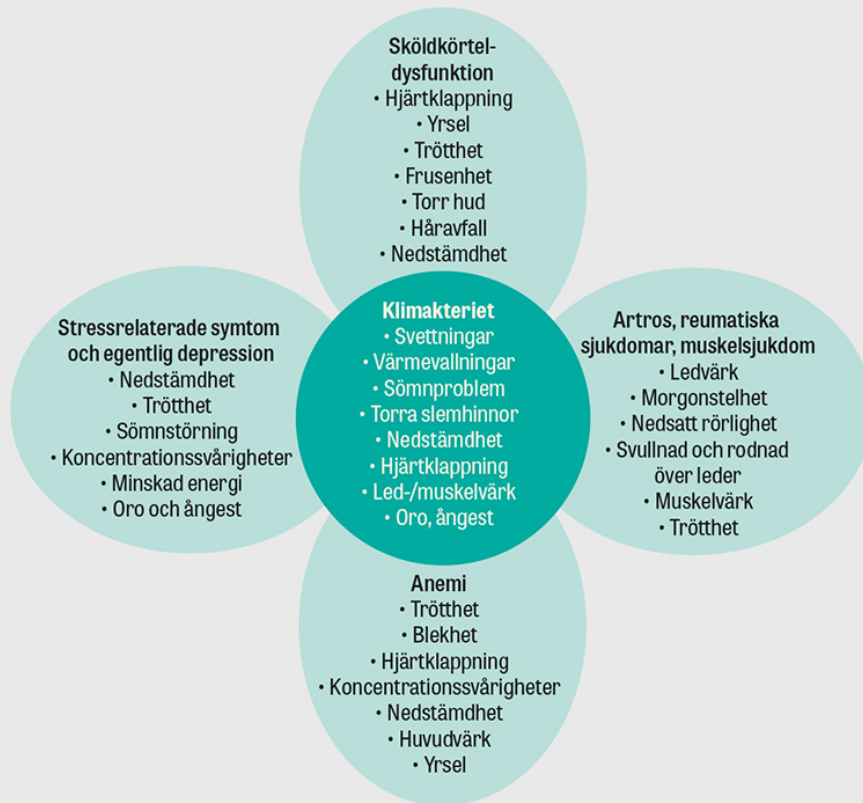 Sköldkörtel-
dysfunktion
• Hjärtklappning
• Yrsel
• Trötthet
• Frusenhet
• Torr hud
• Håravfall
• Nedstämdhet
Stressrelaterade symtom
och egentlig depression
• Nedstämdhet
• Trötthet
• Sömnstörning
• Koncentrationssvårigheter
• Minskad energi
• Oro och ångest
Klimakteriet
• Svettningar
• Värmevallningar
• Sömnproblem
• Torra slemhinnor
• Nedstämdhet
• Hjärtklappning
• Led-/muskelvärk
• Oro, ångest
Artros, reumatiska
sjukdomar, muskelsjukdom
• Ledvärk
• Morgonstelhet
• Nedsatt rörlighet
• Svullnad och rodnad
över leder
• Muskelvärk
• Trötthet
Anemi
• Trötthet
• Blekhet
• Hjärtklappning
• Koncentrationssvårigheter
• Nedstämdhet
• Huvudvärk
• Yrsel